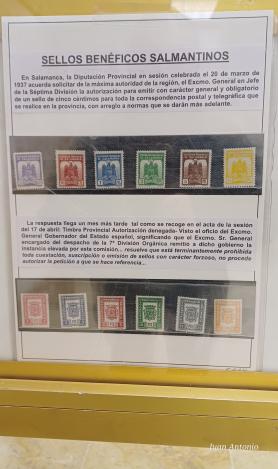 SELLOS BENÉFICOS SALMANTINOS
En Salamanca, la Diputación Provincial en sesión celebrada el 20 de marzo de
1937 acuerda solicitar de la máxima autoridad de la región, el Excmo. General en Jefe
de la Séptima División la autorización para emitir con carácter general y obligatorio
de un sello de cinco céntimos para toda la correspondencia postal y telegráfica que
se realice en la provincia, con arreglo a normas que se darán más adelante.
La respuesta llega un mes más tarde tal como se recoge en el acta de la sesión
del 17 de abril: Timbre Provincial Autorización denegada- Visto el oficio del Excmo.
General Gobernador del Estado español, significando que el Excmo. Sr. General
encargado del despacho de la 7ª División Orgánica remitió a dicho gobierno la
instancia elevada por esta comisión... resuelve que está terminantemente prohibida
toda cuestación, suscripción o emisión de sellos con carácter forzoso, no procede
autorizar la petición a que se hace referencia...
Juan Antonio